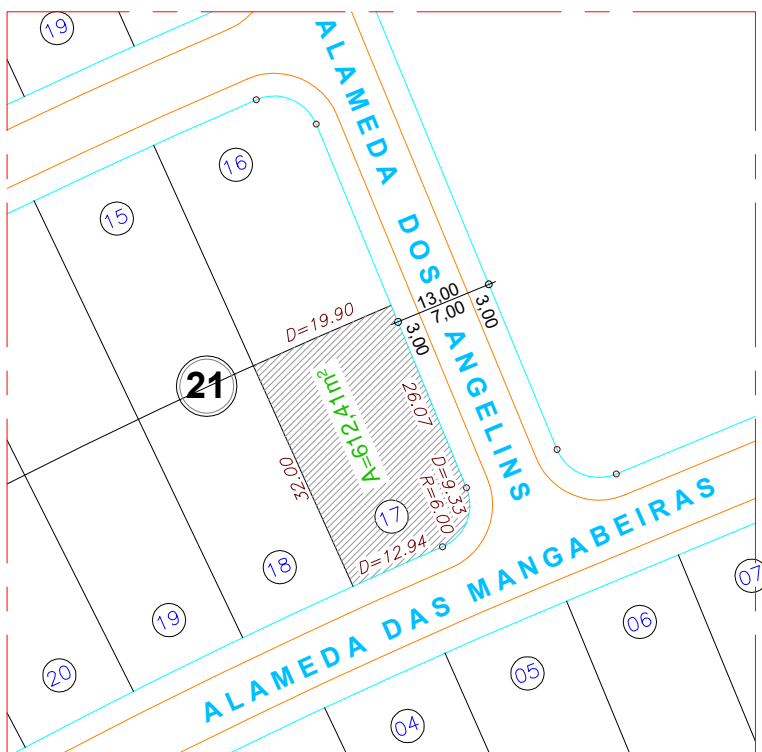 19
ALAMEDA DOS ANGELINS
16
15
13,00
7,00
3,00
3,00
D=19.90
21
A=612,41m²
26.07
32.00
D=9.33
R=6.00
17
D=12.94
18
19
20
ALAMEDA DAS MANGABEIRAS
07
06
05
04